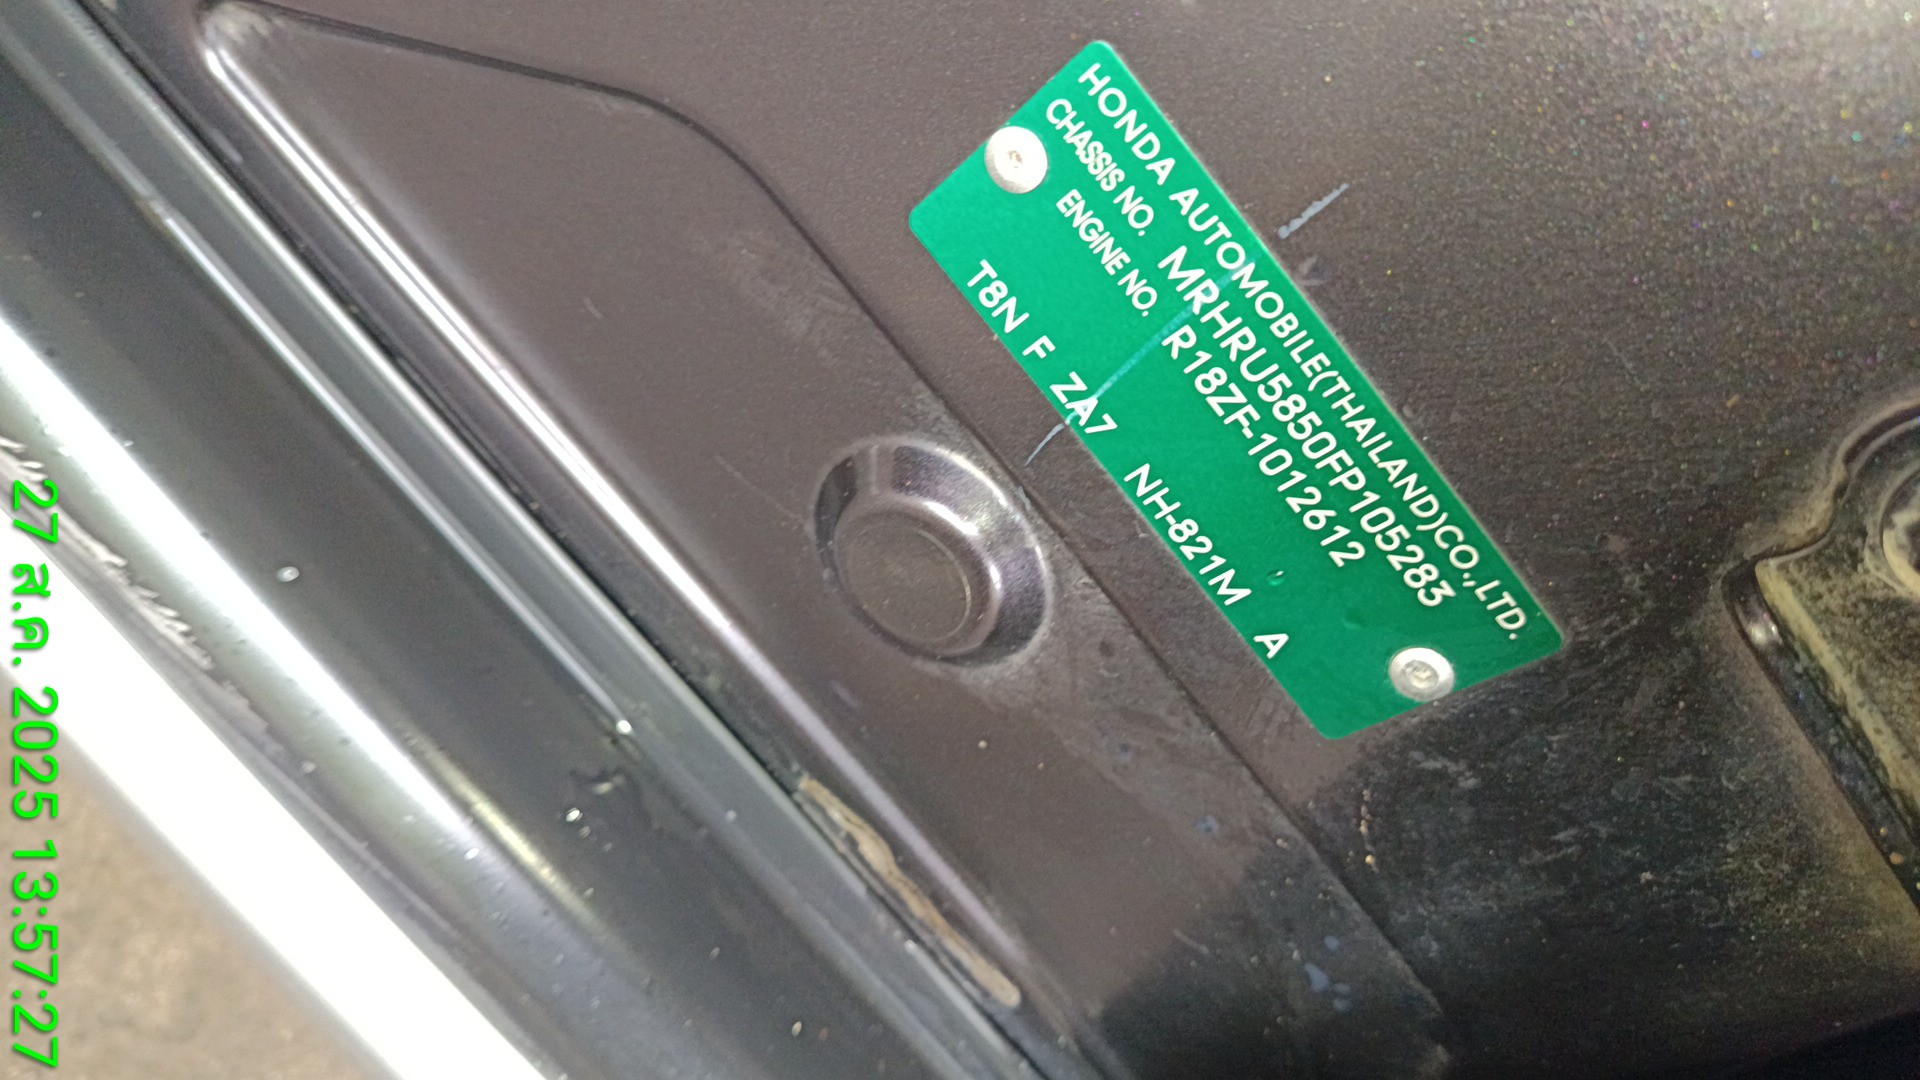 HONDA AUTOMOBILE(THAILAND)CO.,LTD.
CHASSIS NO. MRHRU5850FP105283
ENGINE NO. R18ZF-1012612
T8N F ZA7 NH-821M A
27 ส.ค. 2025 13:57:27